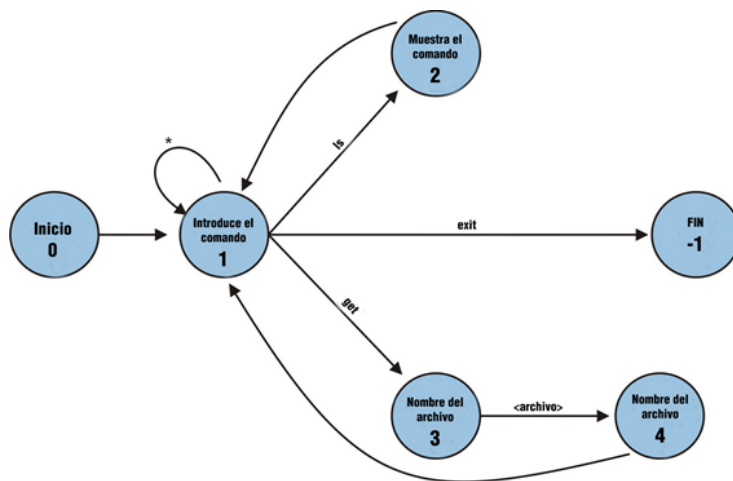 Muestra el
comando
2
ls
*
Inicio
0
Introduce el
comando
1
exit
FIN
-1
get
Nombre del
archivo
3
<archivo>
Nombre del
archivo
4